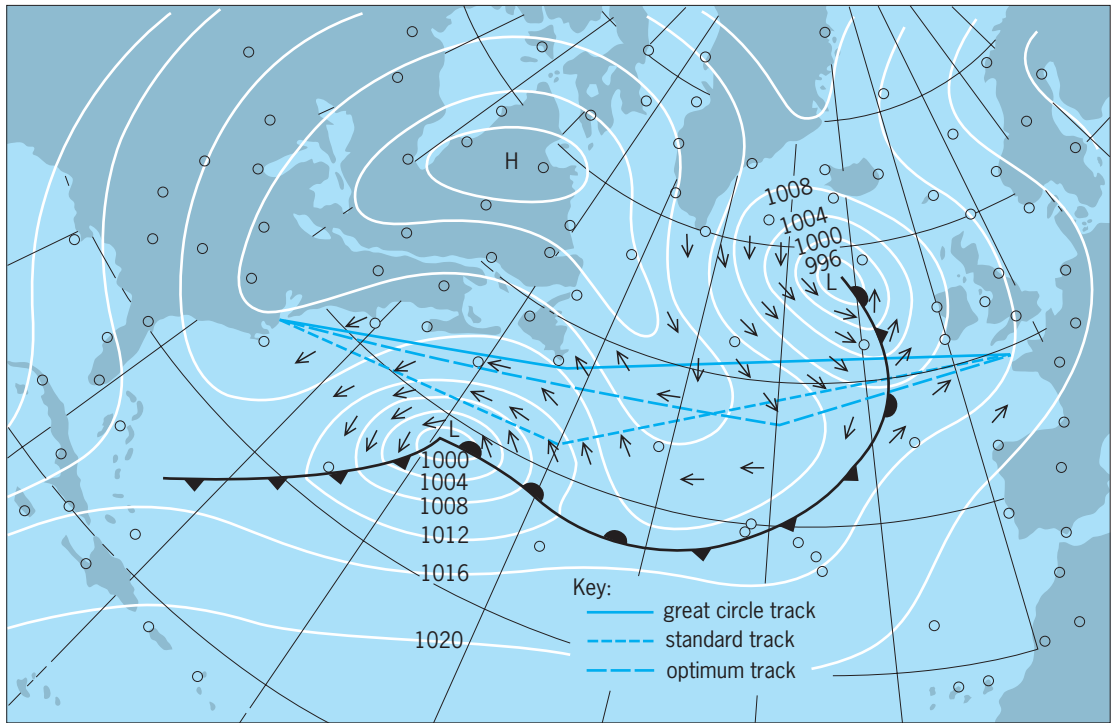 H
1008
1004
1000
996
L
L
1000
1004
1008
1012
1016
1020
Key:
great circle track
standard track
optimum track